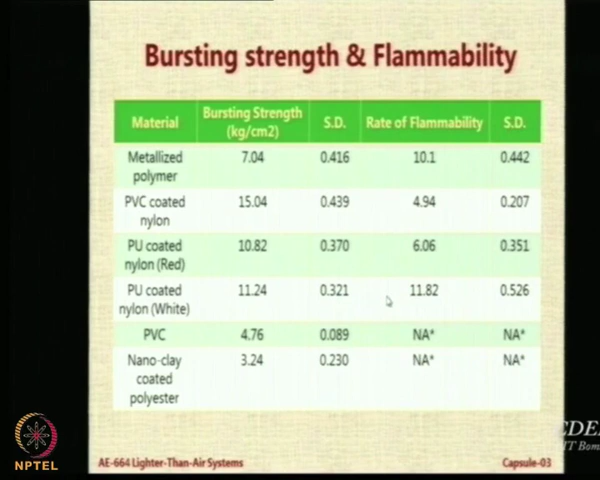 Bursting strength & Flammability
Material Bursting Strength (kg/cm2) S.D. Rate of Flammability S.D.
Metallized polymer 7.04 0.416 10.1 0.442
PVC coated nylon 15.04 0.439 4.94 0.207
PU coated nylon (Red) 10.82 0.370 6.06 0.351
PU coated nylon (White) 11.24 0.321 11.82 0.526
PVC 4.76 0.089 NA* NA*
Nano-clay coated polyester 3.24 0.230 NA* NA*
NPTEL
AE-664 Lighter-Than-Air Systems
Capsule-03